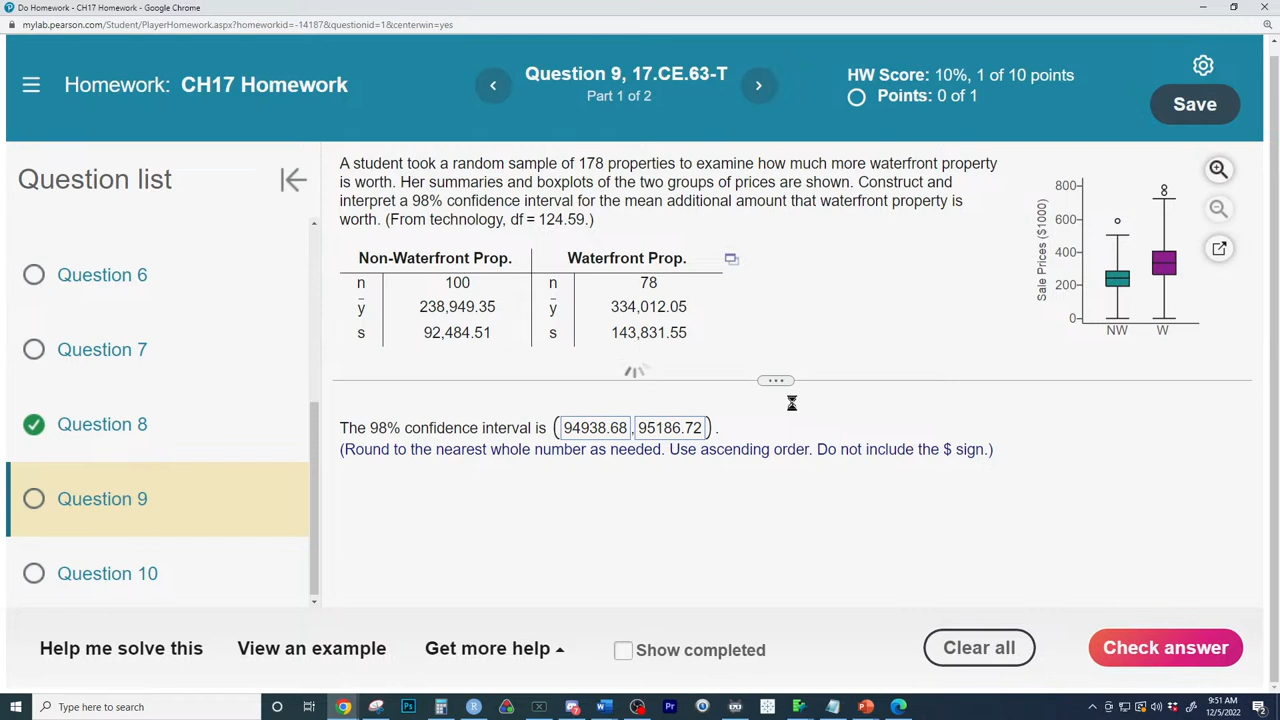 Do Homework - CH17 Homework - Google Chrome
mylab.pearson.com/Student/PlayerHomework.aspx?homeworkid=-14187&questionid=1&centerwin=yes
Homework: CH17 Homework
Question 9, 17.CE.63-T
Part 1 of 2
HW Score: 10%, 1 of 10 points
Points: 0 of 1
Save
Question list
Question 6
Question 7
Question 8
Question 9
Question 10
A student took a random sample of 178 properties to examine how much more waterfront property
is worth. Her summaries and boxplots of the two groups of prices are shown. Construct and
interpret a 98% confidence interval for the mean additional amount that waterfront property is
worth. (From technology, df = 124.59.)
Non-Waterfront Prop. Waterfront Prop.
n 100 n 78
y̅ 238,949.35 y̅ 334,012.05
s 92,484.51 s 143,831.55
Sale Prices ($1000)
800
600
400
200
0
NW W
The 98% confidence interval is (94938.68,95186.72).
(Round to the nearest whole number as needed. Use ascending order. Do not include the $ sign.)
Help me solve this View an example Get more help Show completed Clear all Check answer
Type here to search
9:51 AM
12/5/2022